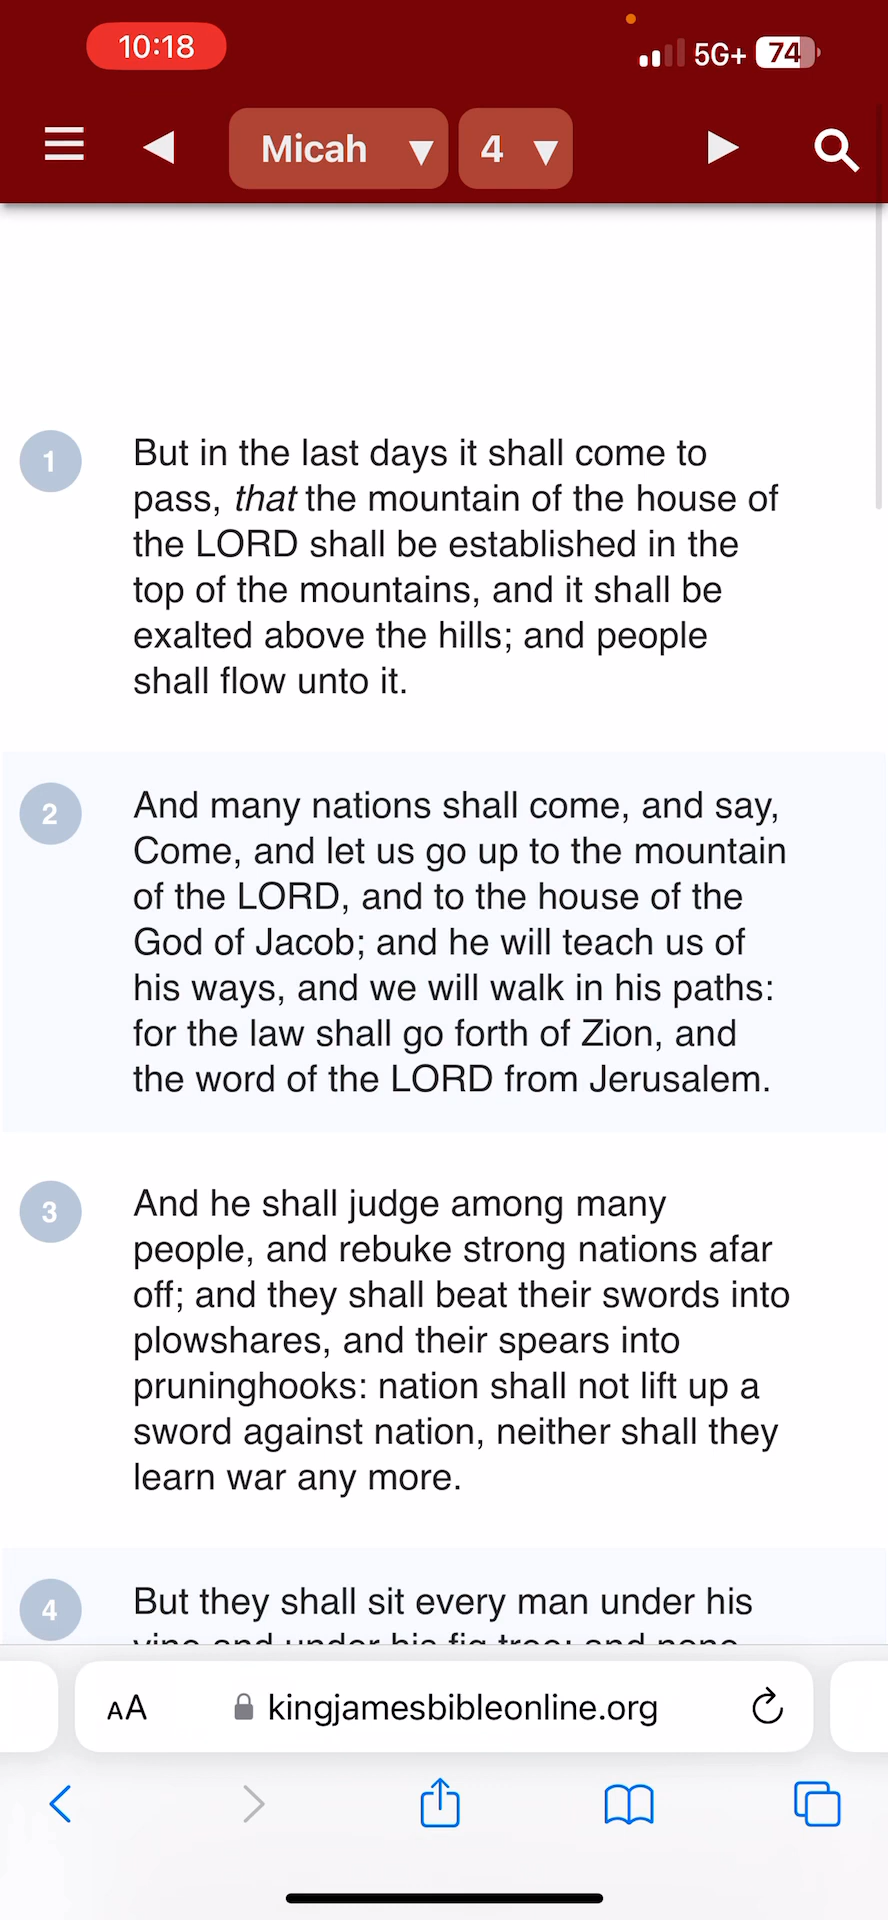 10:18
5G+ 74
Micah ▼ 4 ▼
1 But in the last days it shall come to
pass, that the mountain of the house of
the LORD shall be established in the
top of the mountains, and it shall be
exalted above the hills; and people
shall flow unto it.
2 And many nations shall come, and say,
Come, and let us go up to the mountain
of the LORD, and to the house of the
God of Jacob; and he will teach us of
his ways, and we will walk in his paths:
for the law shall go forth of Zion, and
the word of the LORD from Jerusalem.
3 And he shall judge among many
people, and rebuke strong nations afar
off; and they shall beat their swords into
plowshares, and their spears into
pruninghooks: nation shall not lift up a
sword against nation, neither shall they
learn war any more.
4 But they shall sit every man under his
vine and under his fig tree; and none
AA kingjamesbibleonline.org